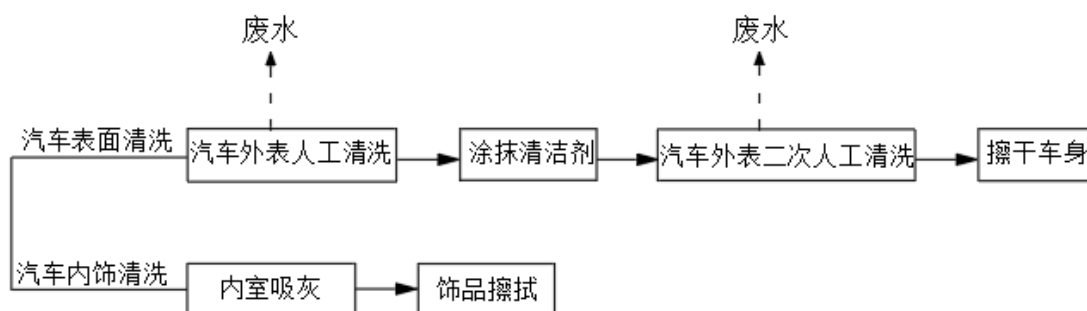 废水 废水
汽车表面清洗 汽车外表人工清洗 涂抹清洁剂 汽车外表二次人工清洗 擦干车身
汽车内饰清洗 内室吸灰 饰品擦拭